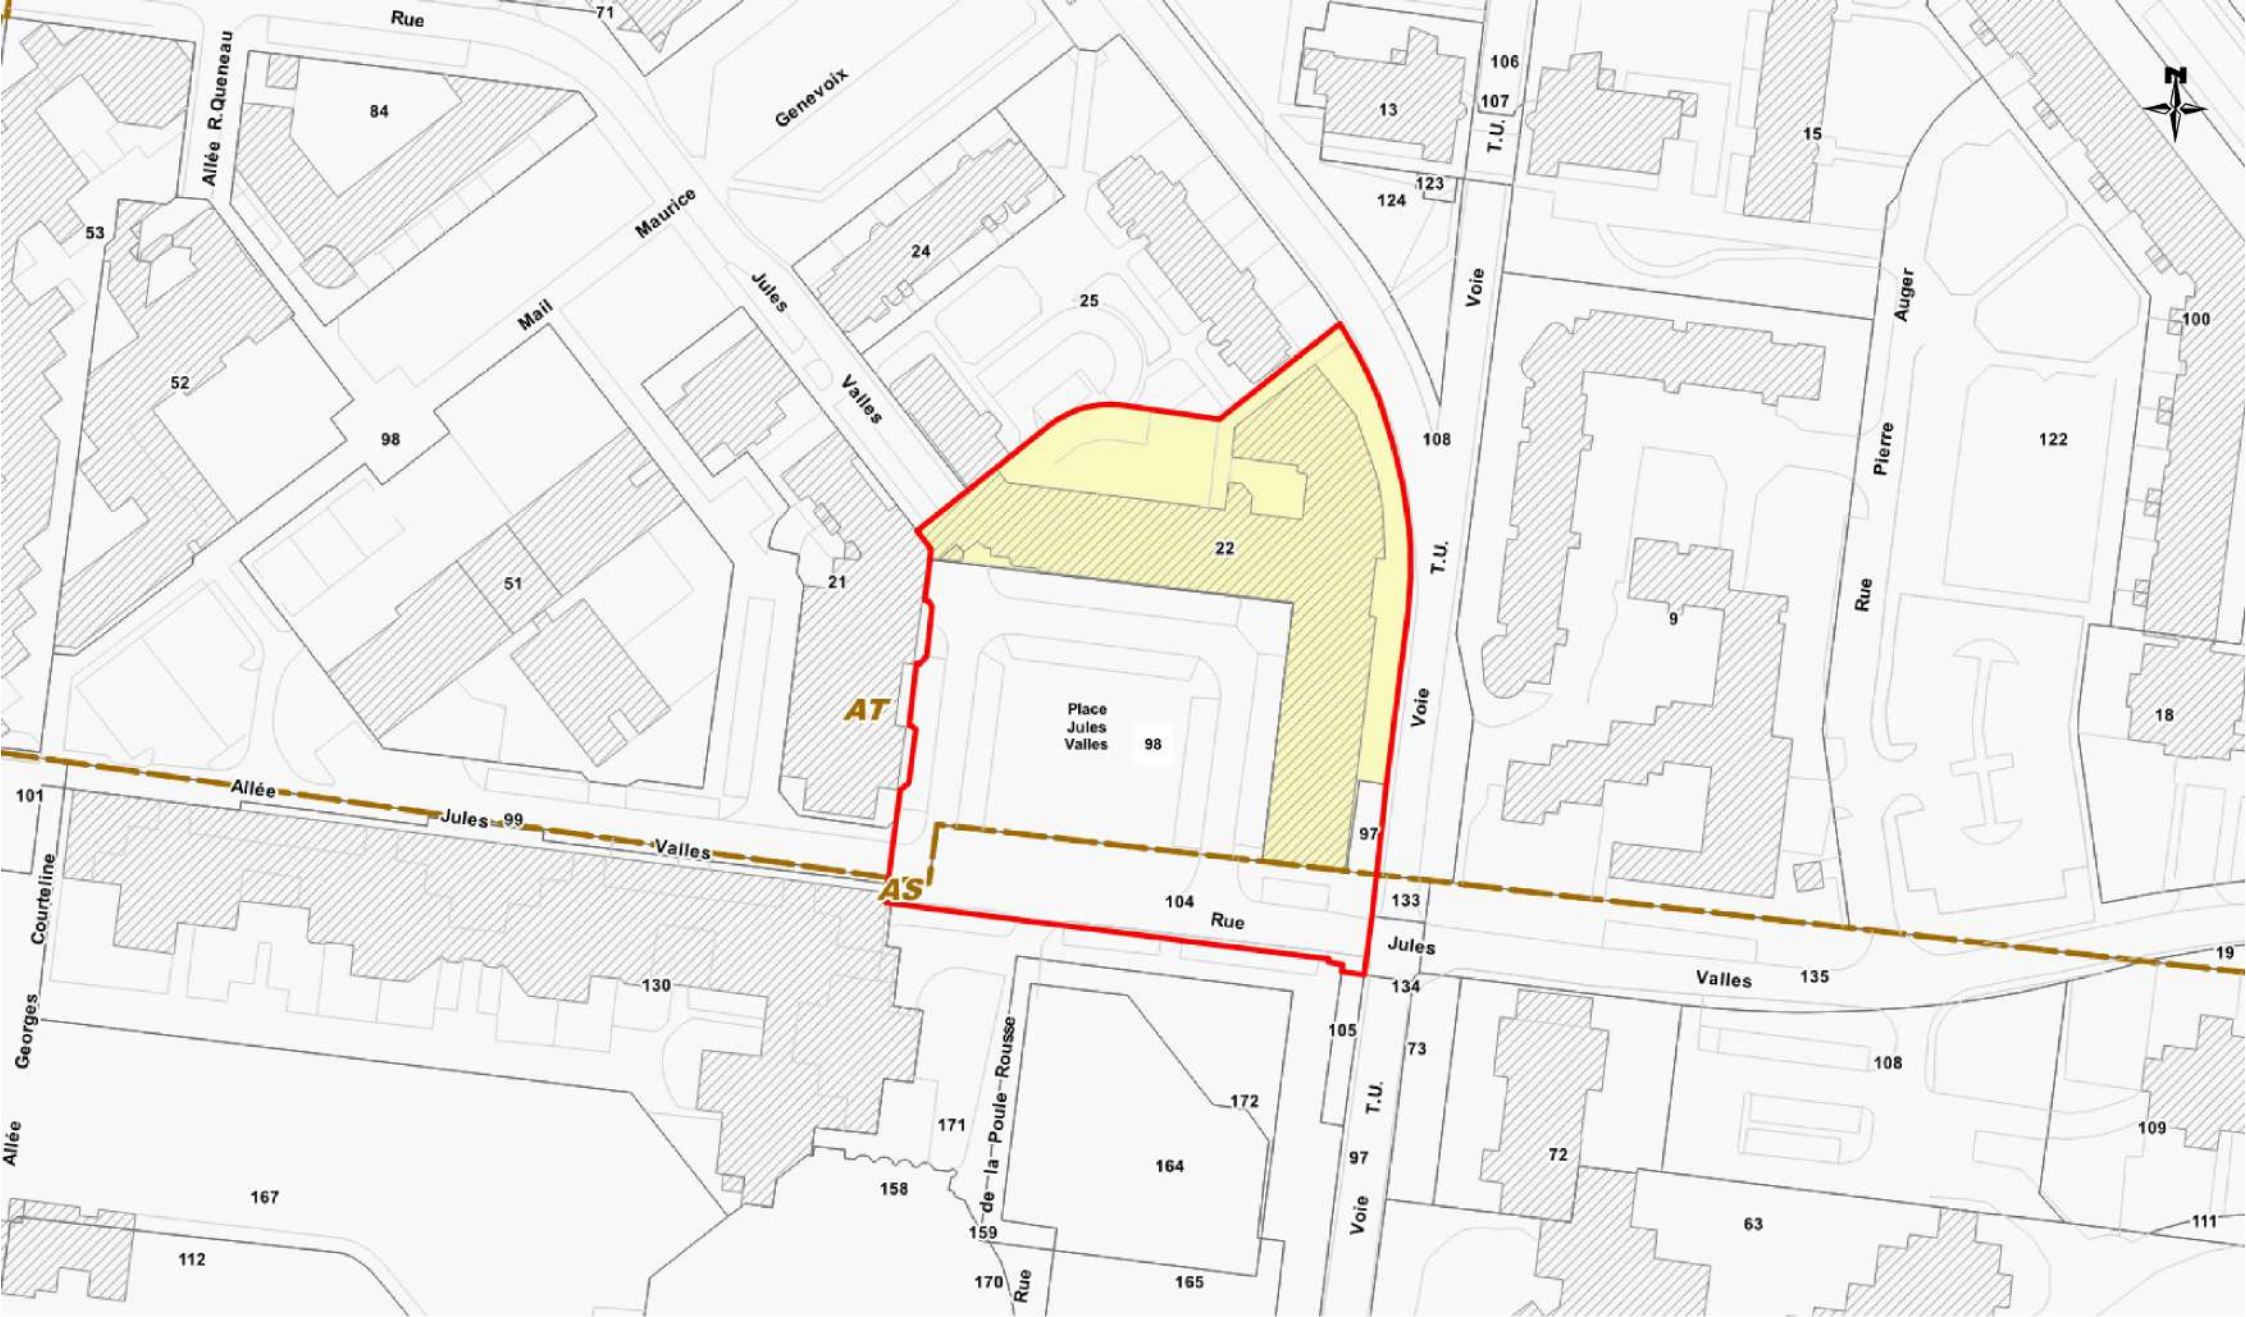 Rue
71
N
106
107
13
T.U.
15
84
Allée R.Queneau
Genevoix
123
124
Maurice
53
24
Jules
25
Voie
Auger
100
Mail
Valles
52
98
108
Pierre
122
22
T.U.
51
21
Rue
9
AT
Voie
Place
Jules
Valles
98
18
101
Allée
Jules
99
Valles
97
AS
104
133
Rue
Jules
Courteline
Valles
135
19
130
134
Georges
105
73
108
de-la-Poule-Rousse
172
T.U.
171
109
Allée
164
97
72
158
167
Voie
63
111
159
112
170
Rue
165